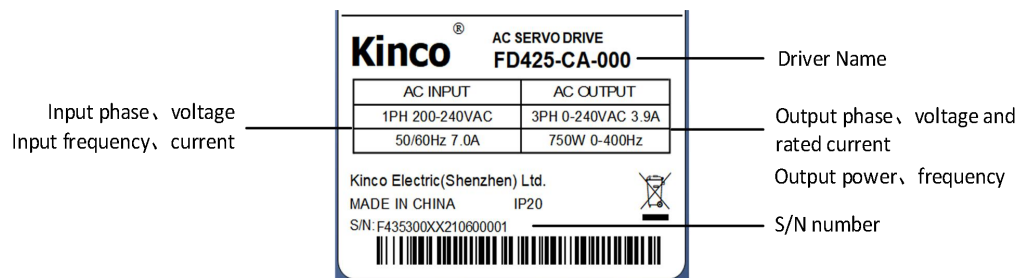 Kinco®
AC SERVO DRIVE
FD425-CA-000
Driver Name
AC INPUT
AC OUTPUT
1PH 200-240VAC
3PH 0-240VAC 3.9A
50/60Hz 7.0A
750W 0-400Hz
Input phase、voltage
Input frequency、current
Output phase、voltage and
rated current
Output power、frequency
Kinco Electric(Shenzhen) Ltd.
MADE IN CHINA IP20
S/N:F435300XX210600001
S/N number